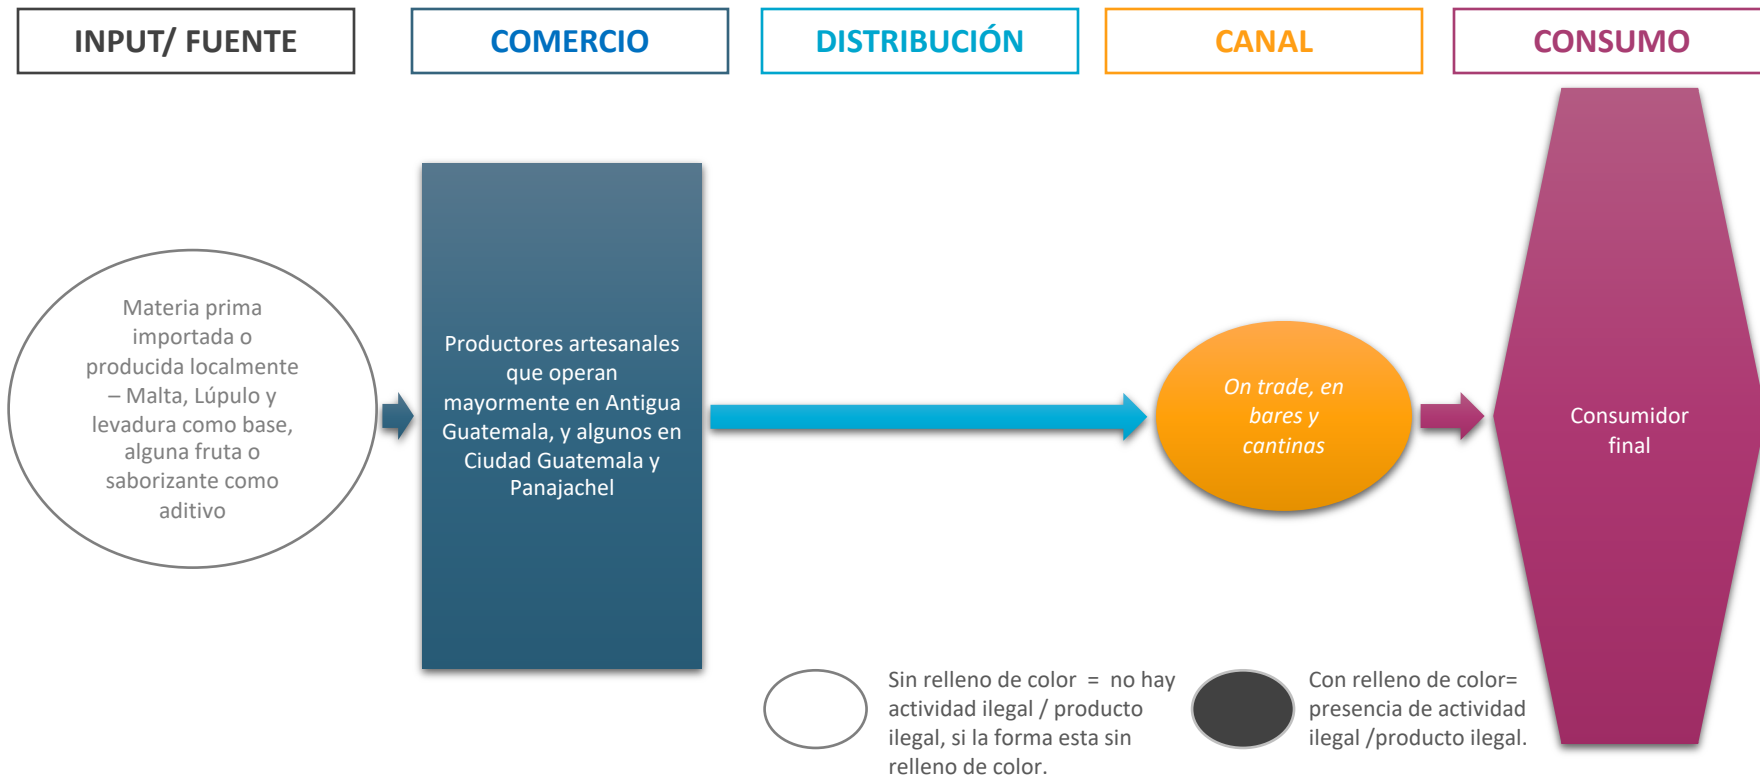 INPUT/ FUENTE
COMERCIO
DISTRIBUCIÓN
CANAL
CONSUMO
Materia prima
importada o
producida localmente
– Malta, Lúpulo y
levadura como base,
alguna fruta o
saborizante como
aditivo
Productores artesanales
que operan
mayormente en Antigua
Guatemala, y algunos en
Ciudad Guatemala y
Panajachel
On trade, en
bares y
cantinas
Consumidor
final
Sin relleno de color  =  no hay
actividad ilegal / producto
ilegal, si la forma esta sin
relleno de color.
Con relleno de color=
presencia de actividad
ilegal /producto ilegal.